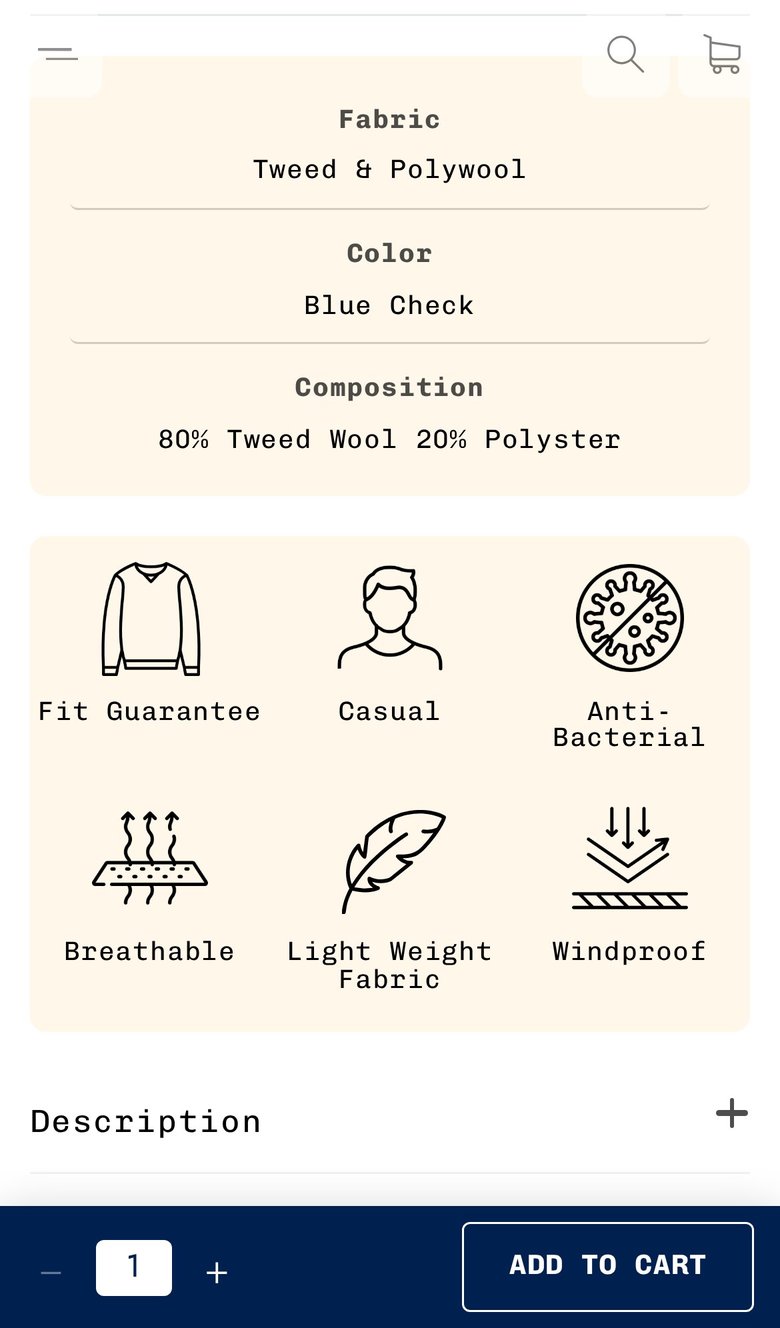 Fabric
Tweed & Polywool
Color
Blue Check
Composition
80% Tweed Wool 20% Polyster
Fit Guarantee
Casual
Anti-
Bacterial
Breathable
Light Weight
Fabric
Windproof
Description
1
ADD TO CART